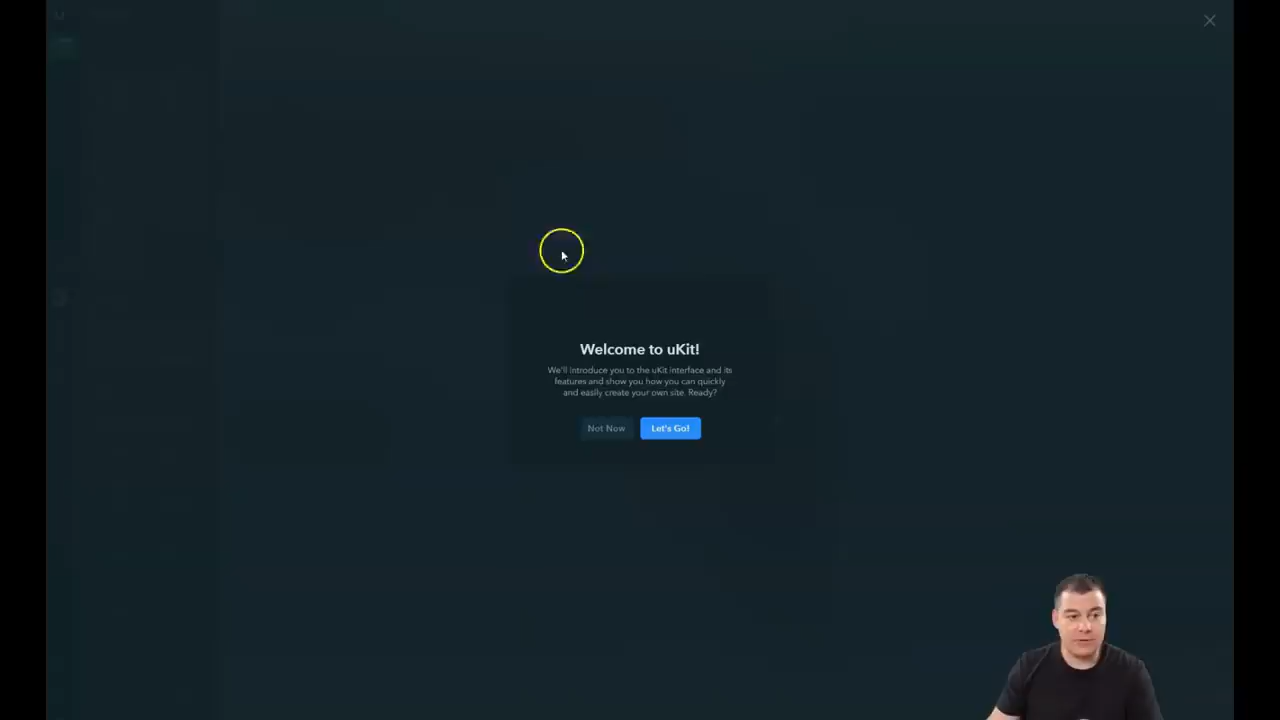 Welcome to uKit!
We'll introduce you to the uKit interface and its
features and show you how you can quickly
and easily create your own site. Ready?
Not Now
Let's Go!